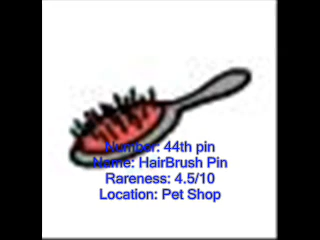 Number: 44th pin
Name: HairBrush Pin
Rareness: 4.5/10
Location: Pet Shop